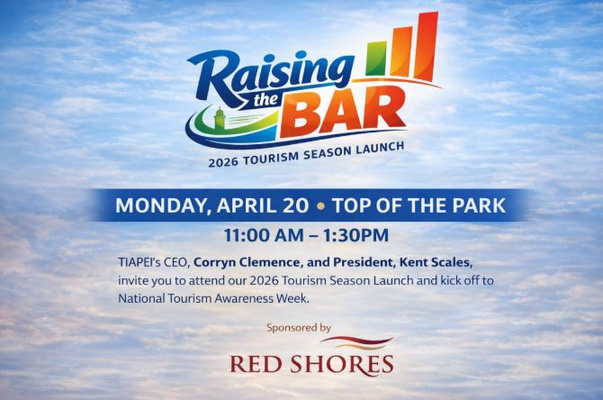 Raising
the
BAR
2026 TOURISM SEASON LAUNCH
MONDAY, APRIL 20 • TOP OF THE PARK
11:00 AM – 1:30PM
TIAPEI's CEO, Corryn Clemence, and President, Kent Scales,
invite you to attend our 2026 Tourism Season Launch and kick off to
National Tourism Awareness Week.
Sponsored by
RED SHORES